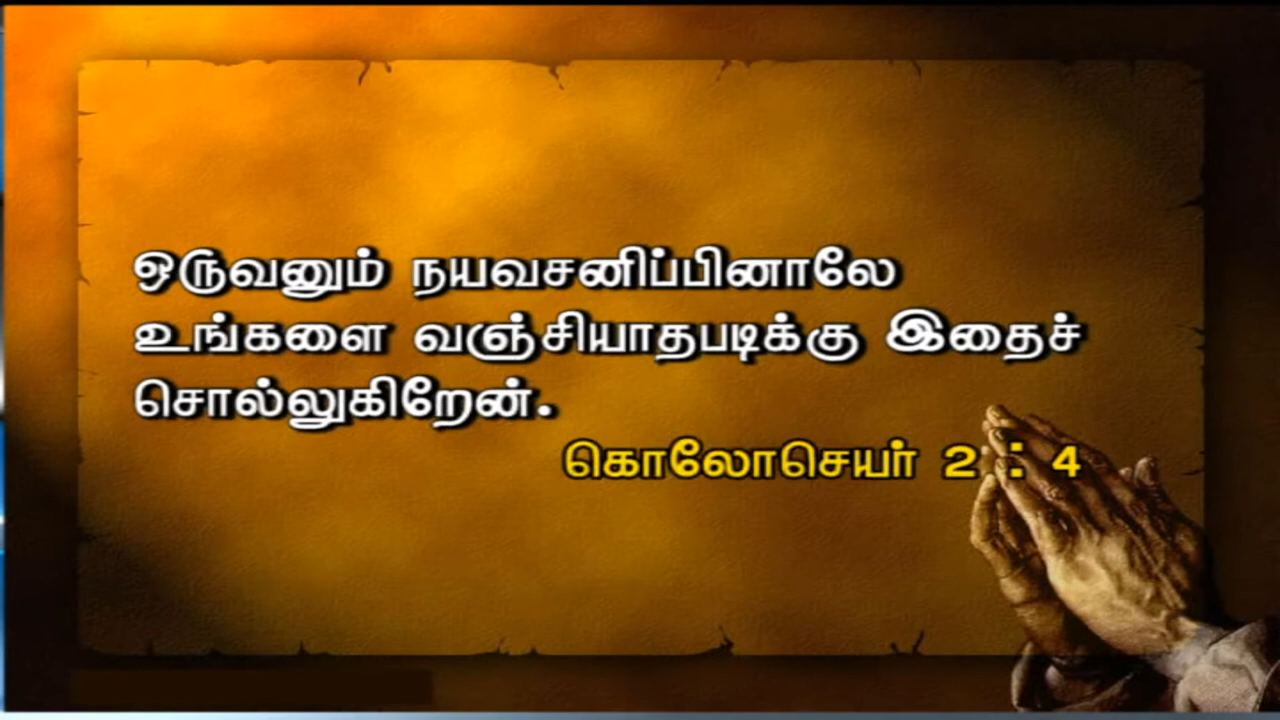 ஒருவனும் நயவசனிப்பினாலே
உங்களை வஞ்சியாதபடிக்கு இதைச்
சொல்லுகிறேன்.
கொலோசெயர் 2 : 4